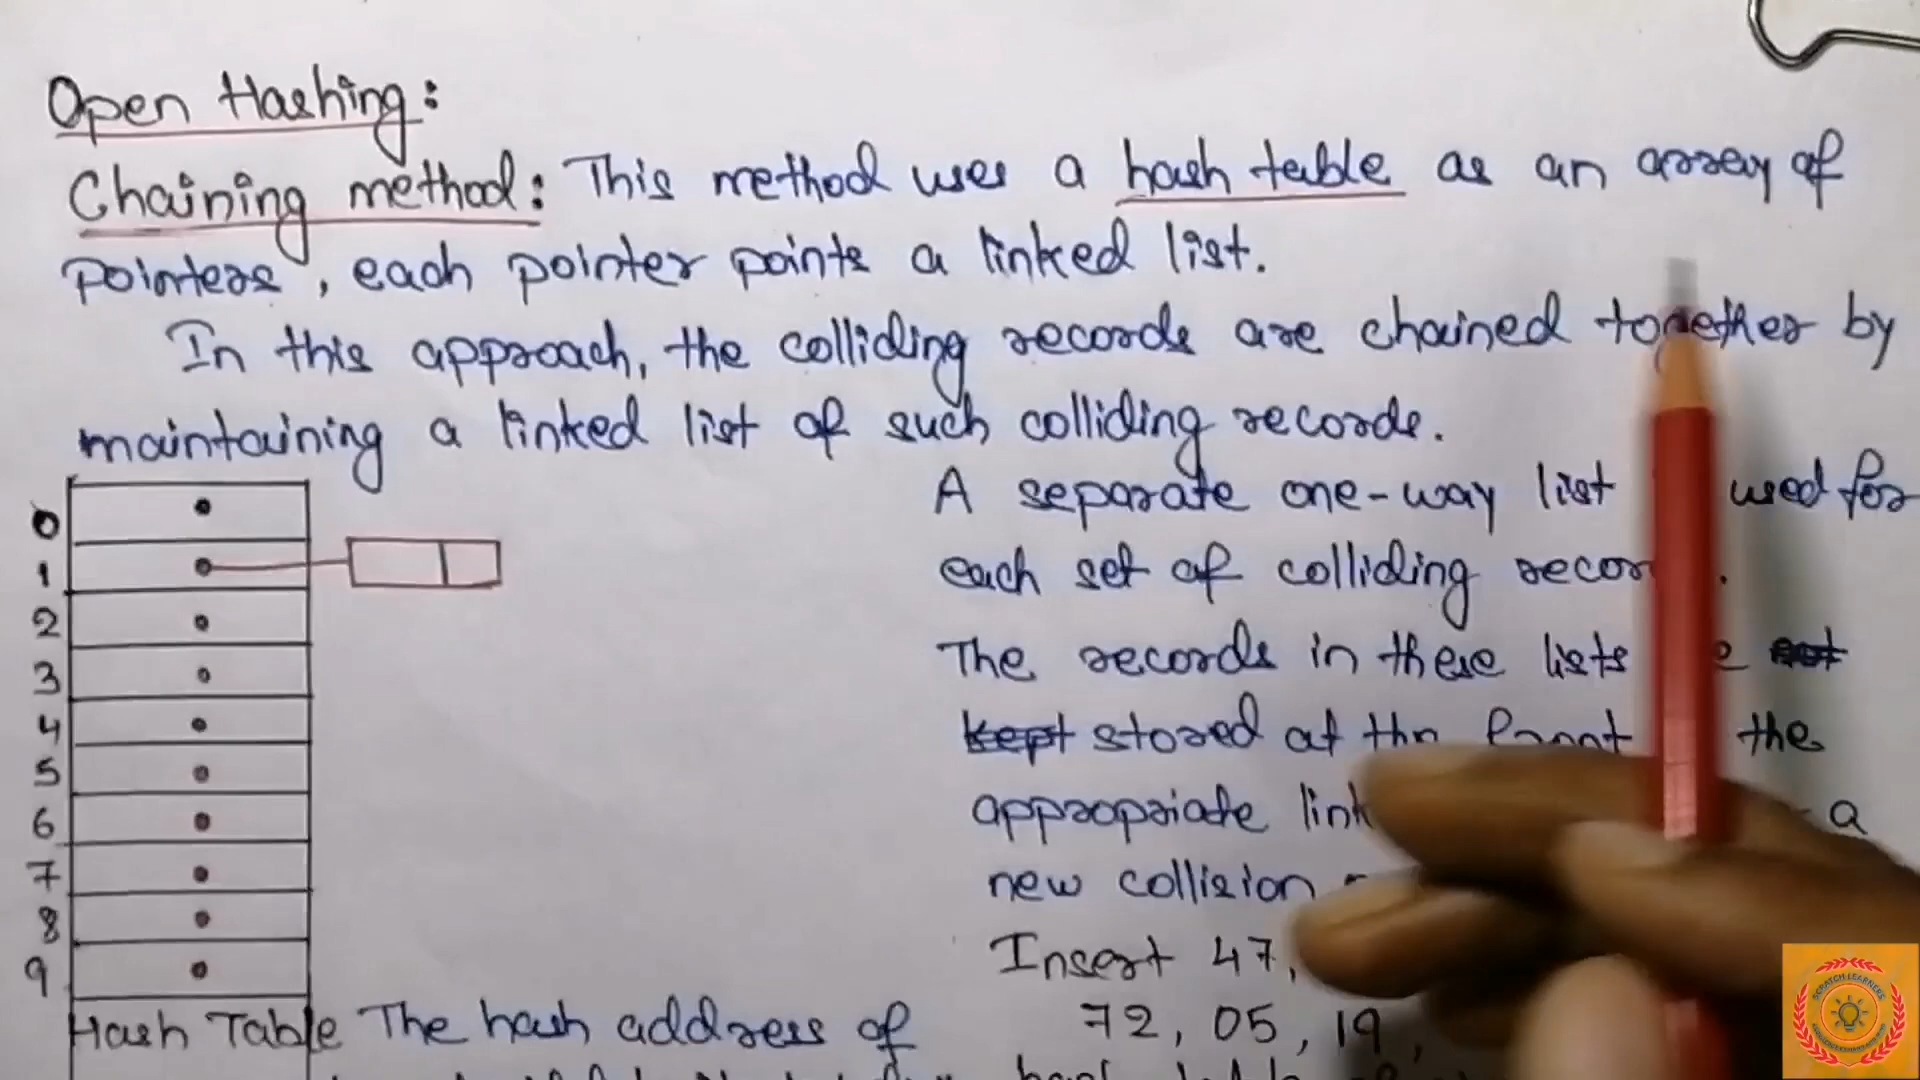 Open Hashing:
Chaining method: This method uses a hash table as an array of
pointers, each pointer points a linked list.
In this approach, the colliding records are chained together by
maintaining a linked list of such colliding records.
A separate one-way list used for
each set of colliding
The records in these lists
stored at the the
appropriate a
new collision
Insert 47,
72, 05, 19,
0
1
2
3
4
5
6
7
8
9
Hash Table The hash address of
SCRATCH LEARNERS